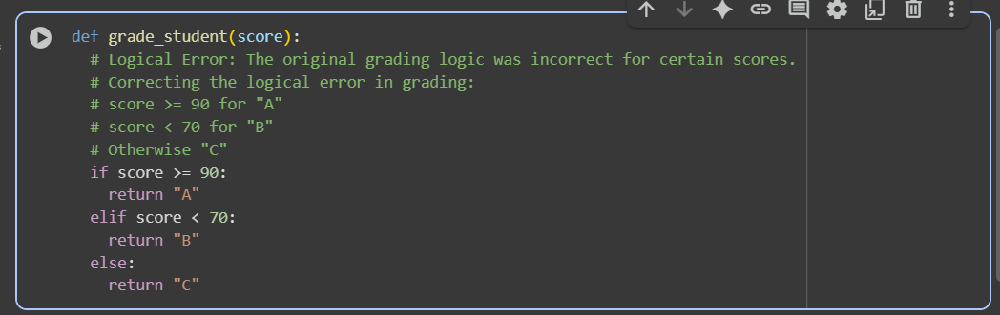 def grade_student(score):
  # Logical Error: The original grading logic was incorrect for certain scores.
  # Correcting the logical error in grading:
  # score >= 90 for "A"
  # score < 70 for "B"
  # Otherwise "C"
  if score >= 90:
    return "A"
  elif score < 70:
    return "B"
  else:
    return "C"